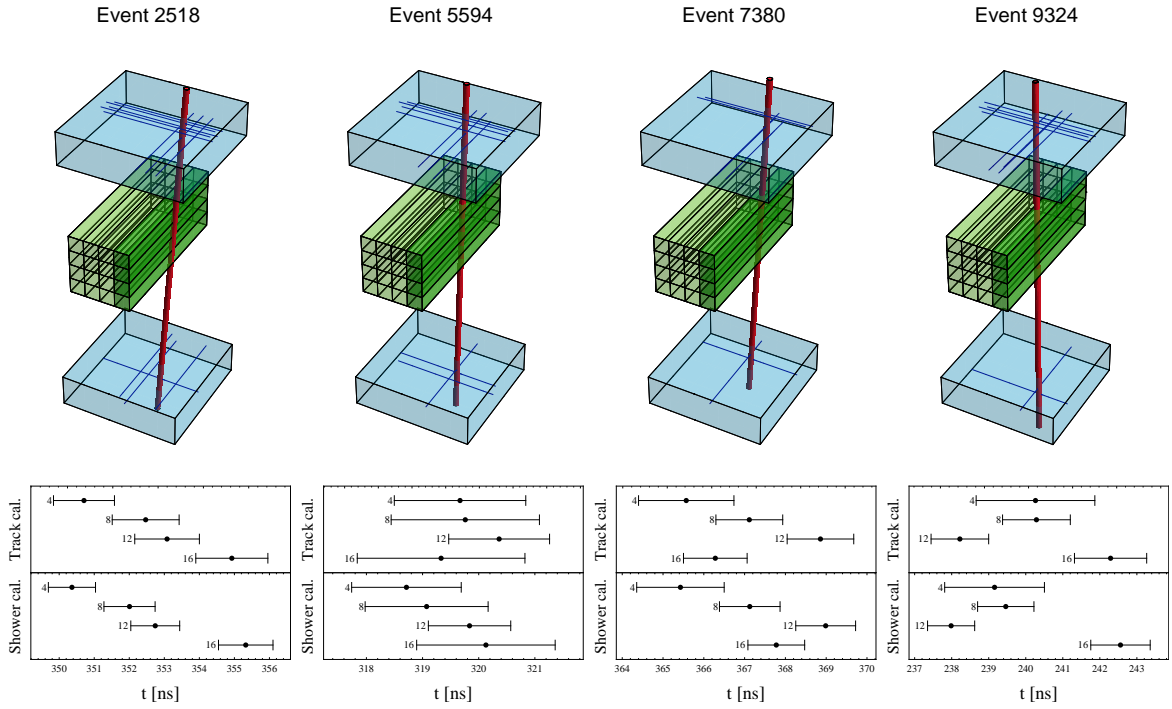 Event 2518 Event 5594 Event 7380 Event 9324
Track cal. 4 8 12 16
Shower cal. 4 8 12 16
350 351 352 353 354 355 356
t [ns]
Track cal. 4 8 12 16
Shower cal. 4 8 12 16
318 319 320 321
t [ns]
Track cal. 4 8 12 16
Shower cal. 4 8 12 16
364 365 366 367 368 369 370
t [ns]
Track cal. 4 8 12 16
Shower cal. 4 8 12 16
237 238 239 240 241 242 243
t [ns]